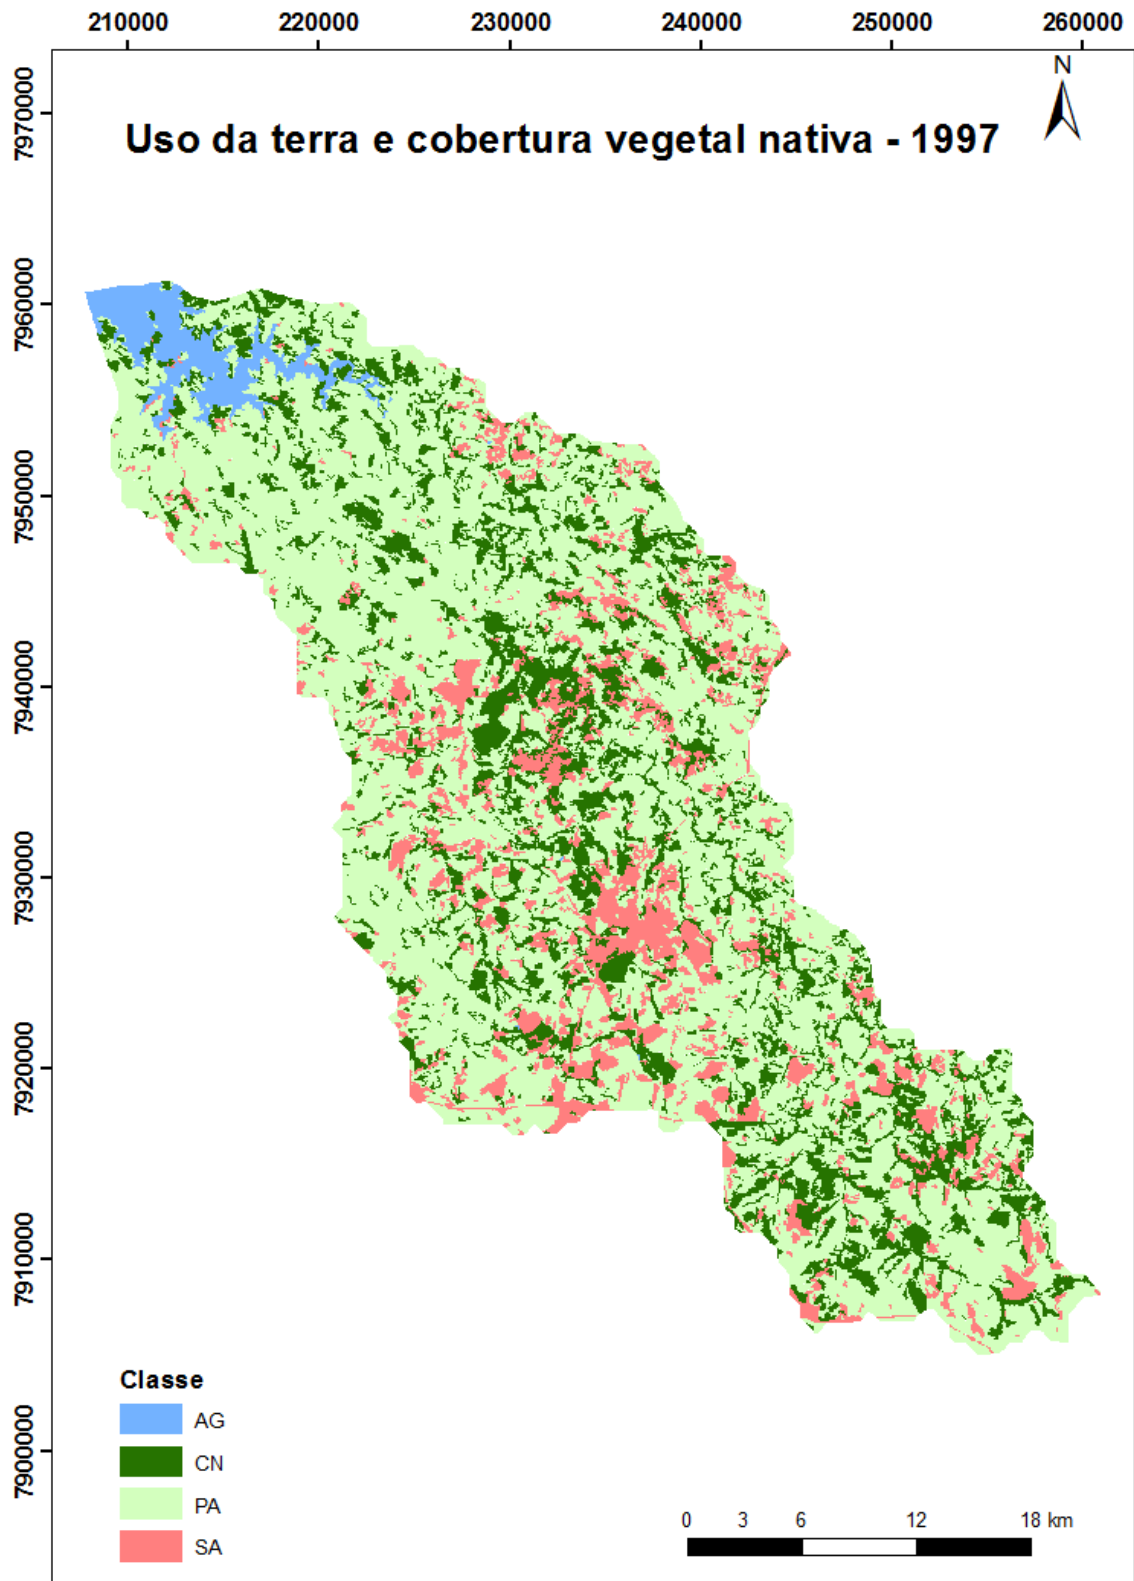 210000 220000 230000 240000 250000 260000
N
Uso da terra e cobertura vegetal nativa - 1997
7970000
7960000
7950000
7940000
7930000
7920000
7910000
7900000
Classe
AG
CN
PA
SA
0 3 6 12 18 km